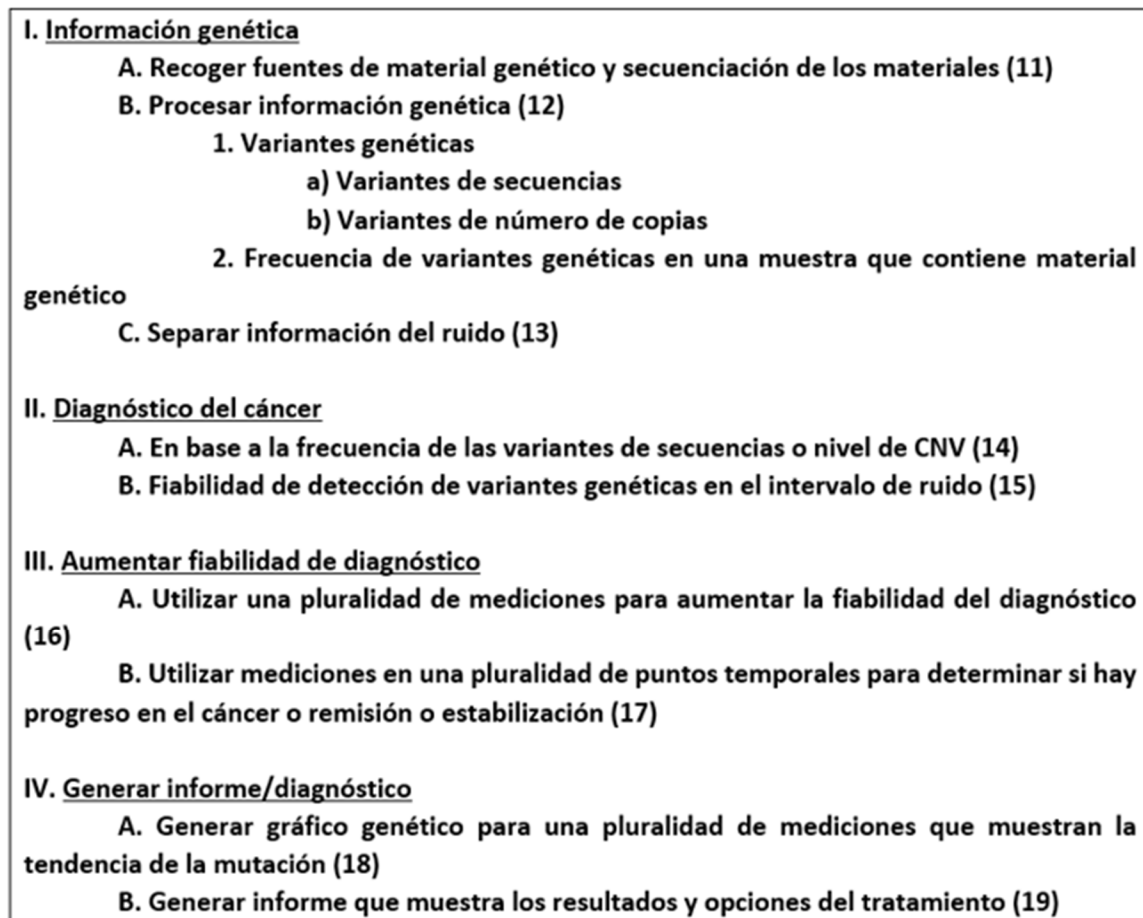 I. Información genética
A. Recoger fuentes de material genético y secuenciación de los materiales (11)
B. Procesar información genética (12)
1. Variantes genéticas
a) Variantes de secuencias
b) Variantes de número de copias
2. Frecuencia de variantes genéticas en una muestra que contiene material
genético
C. Separar información del ruido (13)
II. Diagnóstico del cáncer
A. En base a la frecuencia de las variantes de secuencias o nivel de CNV (14)
B. Fiabilidad de detección de variantes genéticas en el intervalo de ruido (15)
III. Aumentar fiabilidad de diagnóstico
A. Utilizar una pluralidad de mediciones para aumentar la fiabilidad del diagnóstico
(16)
B. Utilizar mediciones en una pluralidad de puntos temporales para determinar si hay
progreso en el cáncer o remisión o estabilización (17)
IV. Generar informe/diagnóstico
A. Generar gráfico genético para una pluralidad de mediciones que muestran la
tendencia de la mutación (18)
B. Generar informe que muestra los resultados y opciones del tratamiento (19)